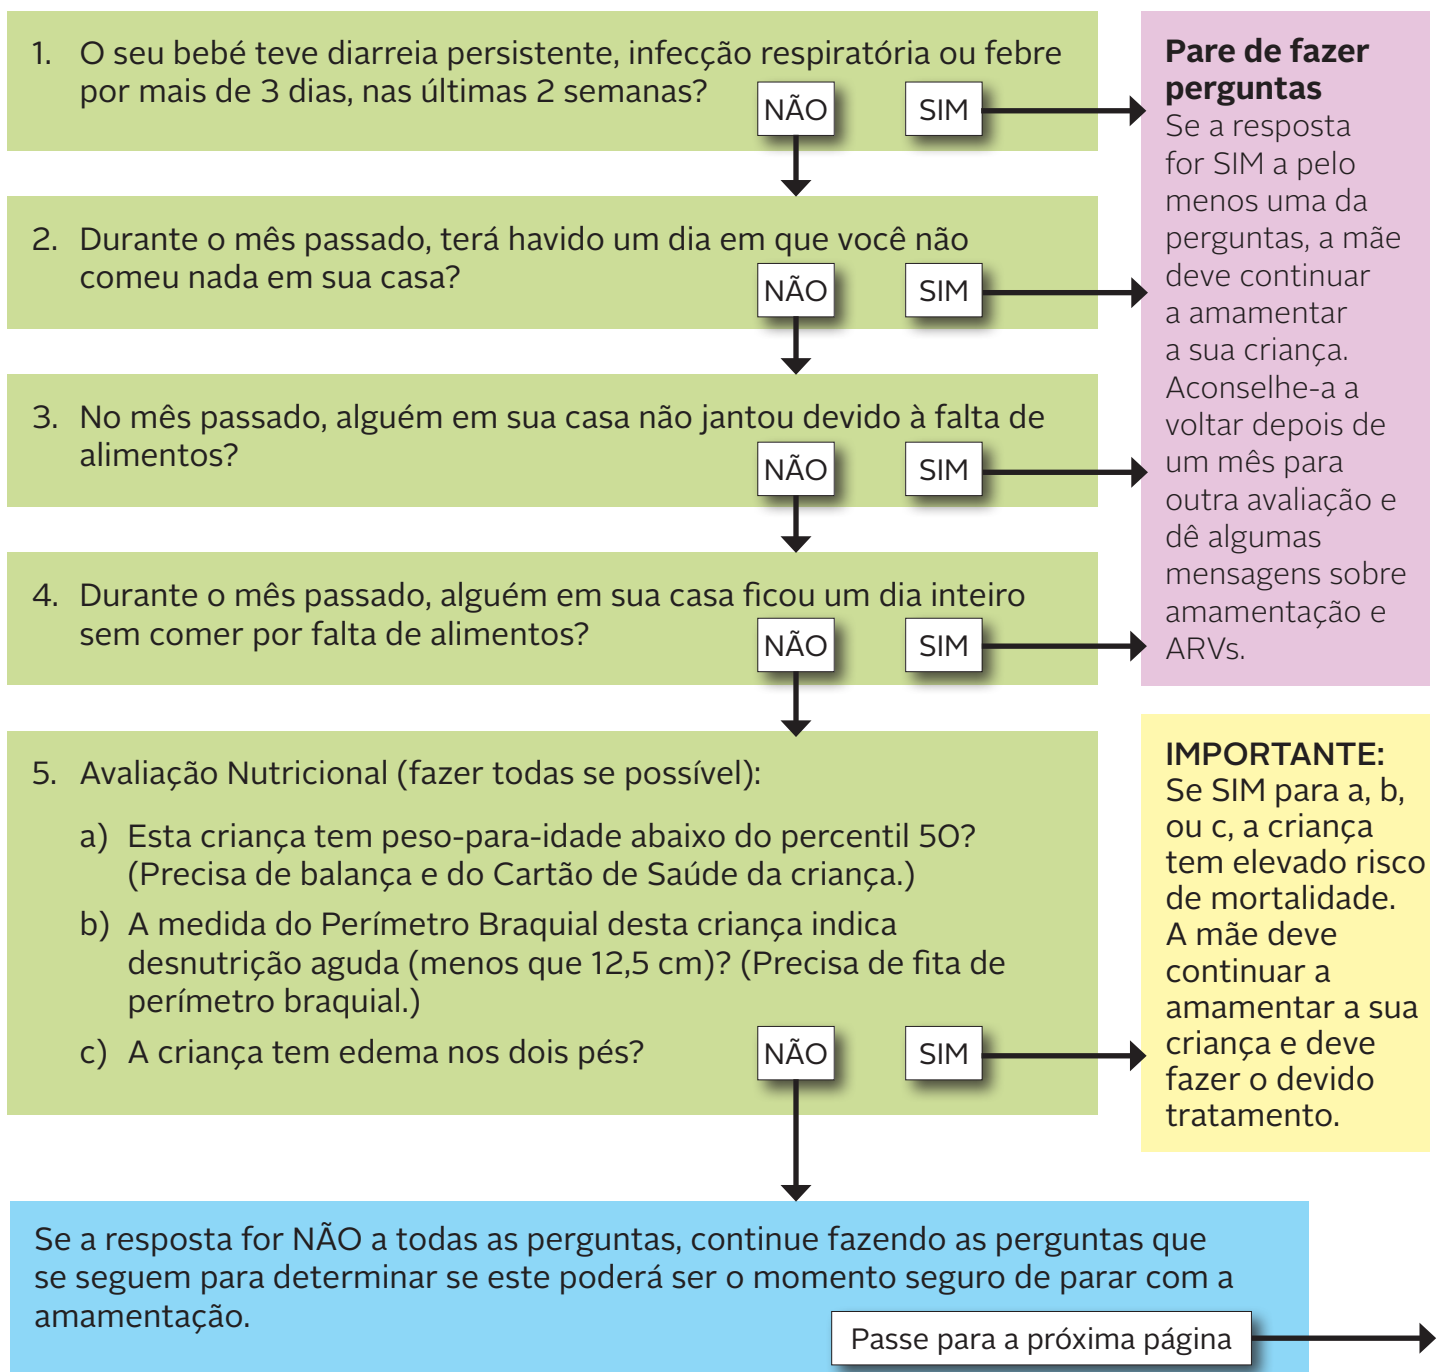 1. O seu bebé teve diarreia persistente, infecção respiratória ou febre
por mais de 3 dias, nas últimas 2 semanas?
NÃO
SIM
2. Durante o mês passado, terá havido um dia em que você não
comeu nada em sua casa?
NÃO
SIM
3. No mês passado, alguém em sua casa não jantou devido à falta de
alimentos?
NÃO
SIM
4. Durante o mês passado, alguém em sua casa ficou um dia inteiro
sem comer por falta de alimentos?
NÃO
SIM
Pare de fazer
perguntas
Se a resposta
for SIM a pelo
menos uma da
perguntas, a mãe
deve continuar
a amamentar
a sua criança.
Aconselhe-a a
voltar depois de
um mês para
outra avaliação e
dê algumas
mensagens sobre
amamentação e
ARVs.
5. Avaliação Nutricional (fazer todas se possível):
a) Esta criança tem peso-para-idade abaixo do percentil 50?
(Precisa de balança e do Cartão de Saúde da criança.)
b) A medida do Perímetro Braquial desta criança indica
desnutrição aguda (menos que 12,5 cm)? (Precisa de fita de
perímetro braquial.)
c) A criança tem edema nos dois pés?
NÃO
SIM
IMPORTANTE:
Se SIM para a, b,
ou c, a criança
tem elevado risco
de mortalidade.
A mãe deve
continuar a
amamentar a sua
criança e deve
fazer o devido
tratamento.
Se a resposta for NÃO a todas as perguntas, continue fazendo as perguntas que
se seguem para determinar se este poderá ser o momento seguro de parar com a
amamentação.
Passe para a próxima página